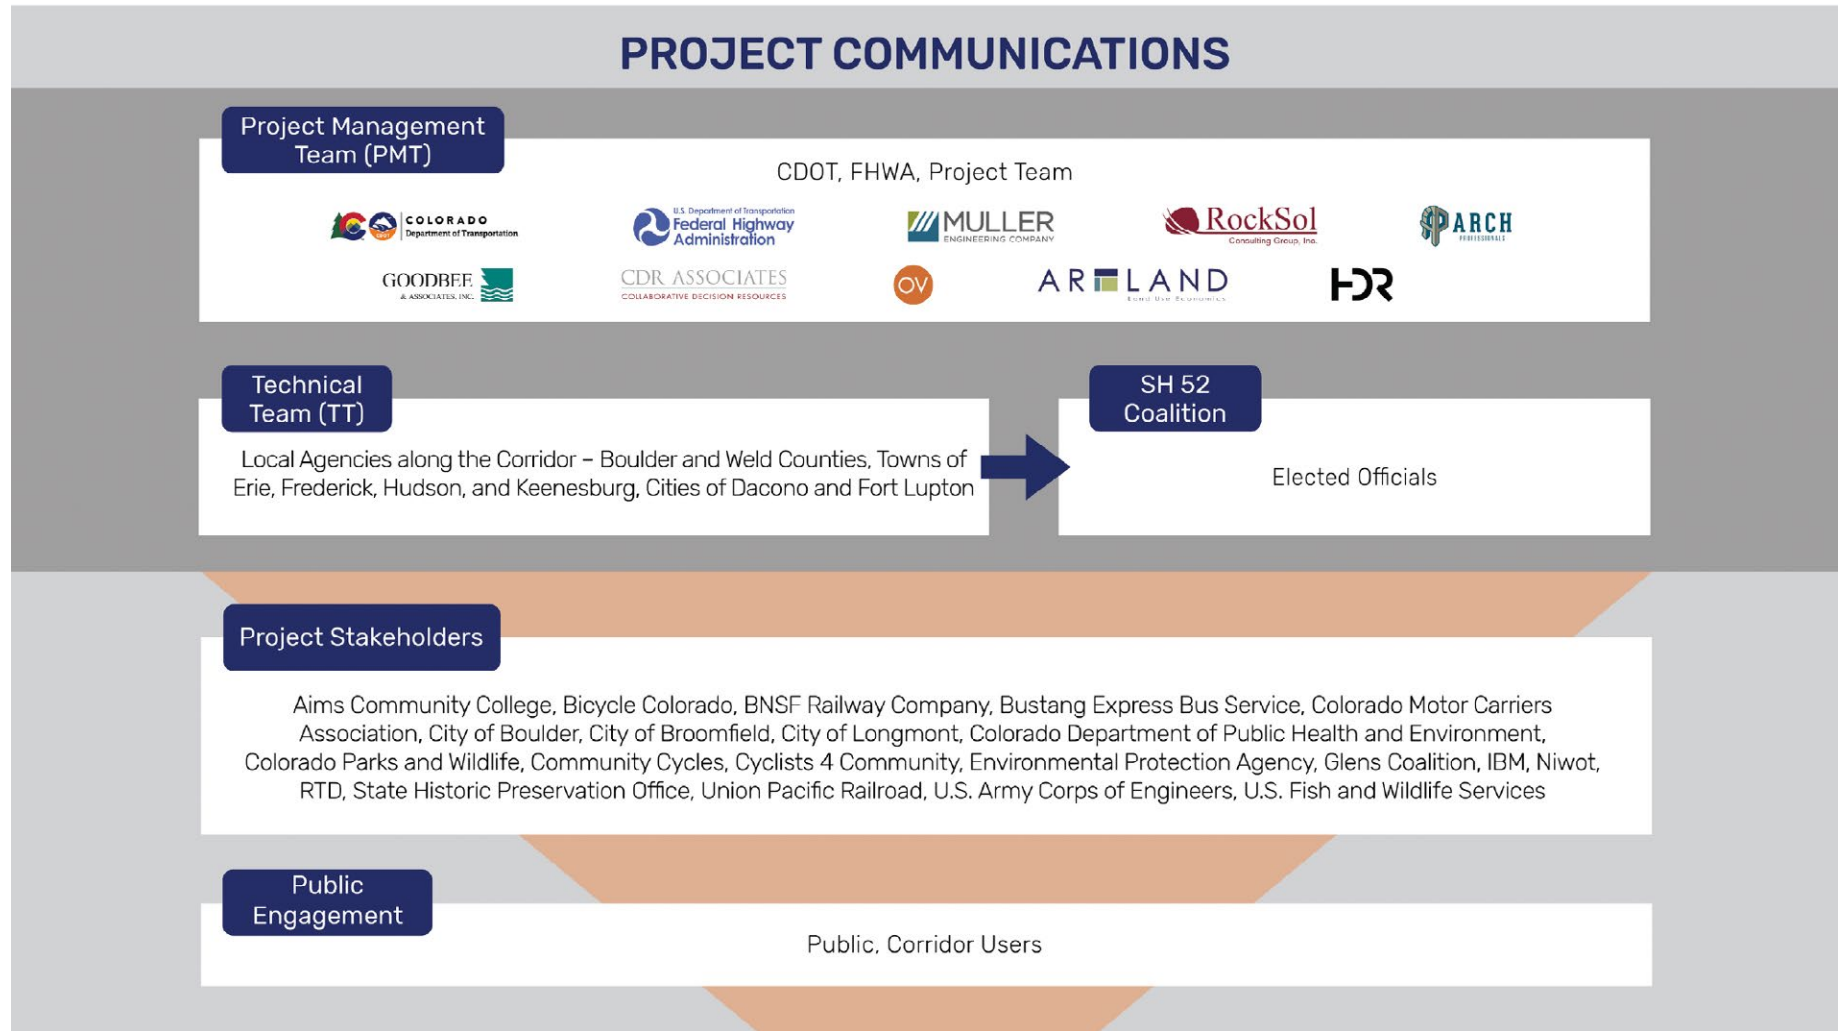 PROJECT COMMUNICATIONS
Project Management
Team (PMT)
CDOT, FHWA, Project Team
COLORADO
Department of Transportation
U.S. Department of Transportation
Federal Highway
Administration
MULLER
ENGINEERING COMPANY
RockSol
Consulting Group, Inc.
ARCH
PROFESSIONALS
GOODBEE
& ASSOCIATES, INC.
CDR ASSOCIATES
COLLABORATIVE DECISION RESOURCES
OV
ARLAND
Land Use Economics
HDR
Technical
Team (TT)
Local Agencies along the Corridor – Boulder and Weld Counties, Towns of
Erie, Frederick, Hudson, and Keenesburg, Cities of Dacono and Fort Lupton
SH 52
Coalition
Elected Officials
Project Stakeholders
Aims Community College, Bicycle Colorado, BNSF Railway Company, Bustang Express Bus Service, Colorado Motor Carriers
Association, City of Boulder, City of Broomfield, City of Longmont, Colorado Department of Public Health and Environment,
Colorado Parks and Wildlife, Community Cycles, Cyclists 4 Community, Environmental Protection Agency, Glens Coalition, IBM, Niwot,
RTD, State Historic Preservation Office, Union Pacific Railroad, U.S. Army Corps of Engineers, U.S. Fish and Wildlife Services
Public
Engagement
Public, Corridor Users